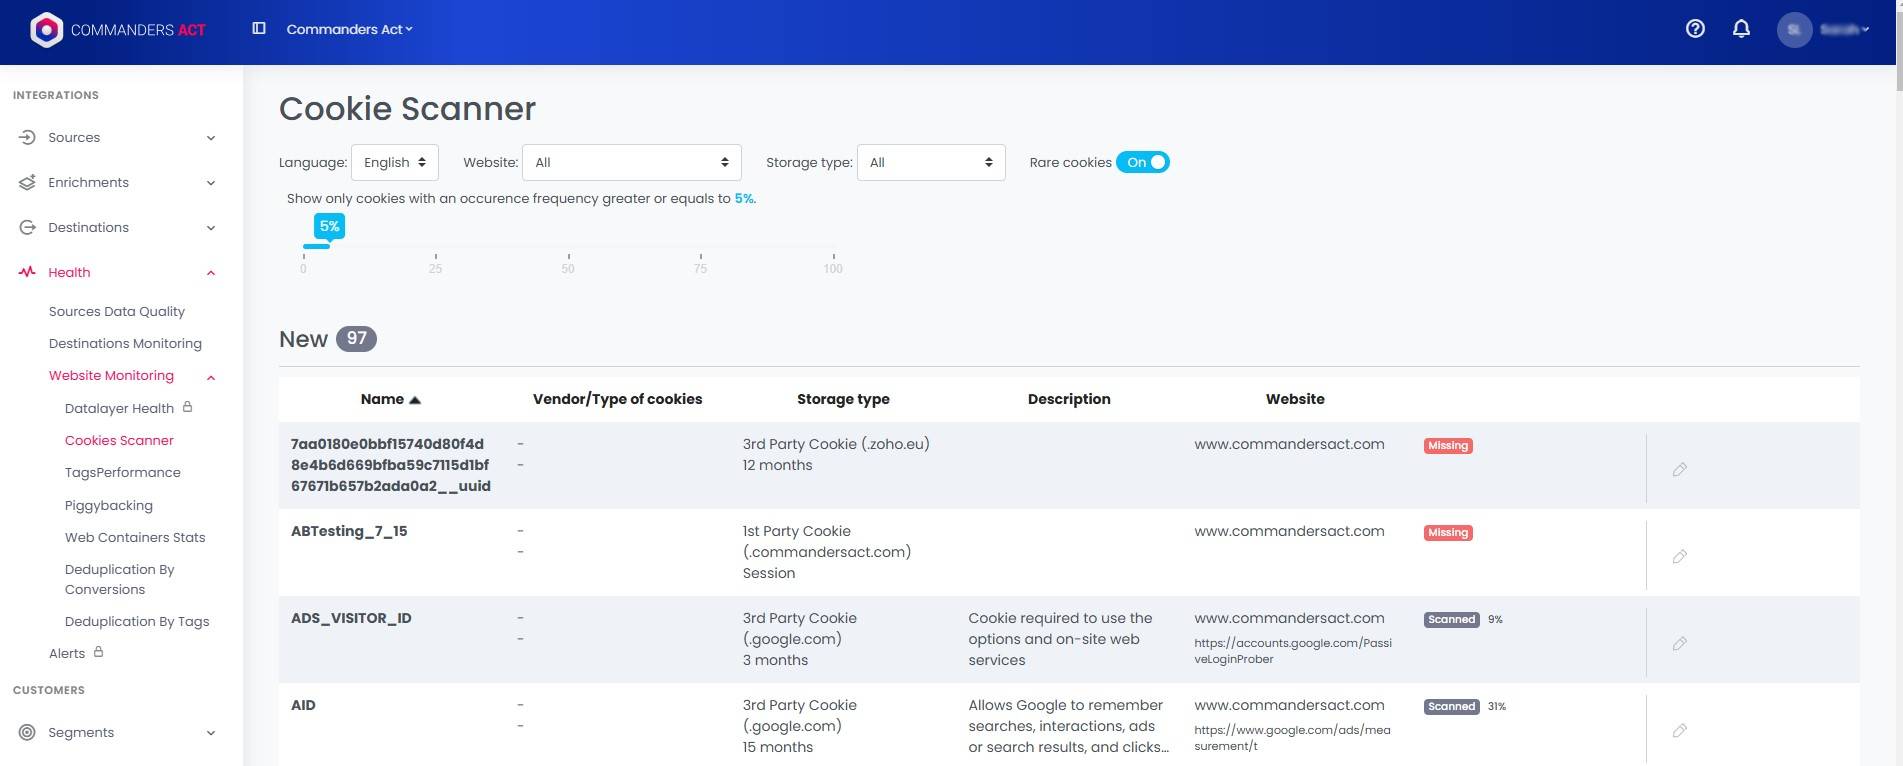 COMMANDERS ACT
Commanders Act
SL
INTEGRATIONS
Sources
Enrichments
Destinations
Health
Sources Data Quality
Destinations Monitoring
Website Monitoring
Datalayer Health
Cookies Scanner
TagsPerformance
Piggybacking
Web Containers Stats
Deduplication By
Conversions
Deduplication By Tags
Alerts
CUSTOMERS
Segments
Cookie Scanner
Language: English Website: All Storage type: All Rare cookies On
Show only cookies with an occurence frequency greater or equals to 5%.
5%
0 25 50 75 100
New 97
Name Vendor/Type of cookies Storage type Description Website
7aa0180e0bbf15740d80f4d - 3rd Party Cookie (.zoho.eu) www.commandersact.com Missing
8e4b6d669bfba59c7115d1bf - 12 months
67671b657b2ada0a2__uuid
ABTesting_7_15 - 1st Party Cookie www.commandersact.com Missing
- (.commandersact.com)
Session
ADS_VISITOR_ID - 3rd Party Cookie Cookie required to use the www.commandersact.com Scanned 9%
- (.google.com) options and on-site web https://accounts.google.com/Passi
3 months services veLoginProber
AID - 3rd Party Cookie Allows Google to remember www.commandersact.com Scanned 31%
- (.google.com) searches, interactions, ads https://www.google.com/ads/mea
15 months or search results, and clicks... surement/t